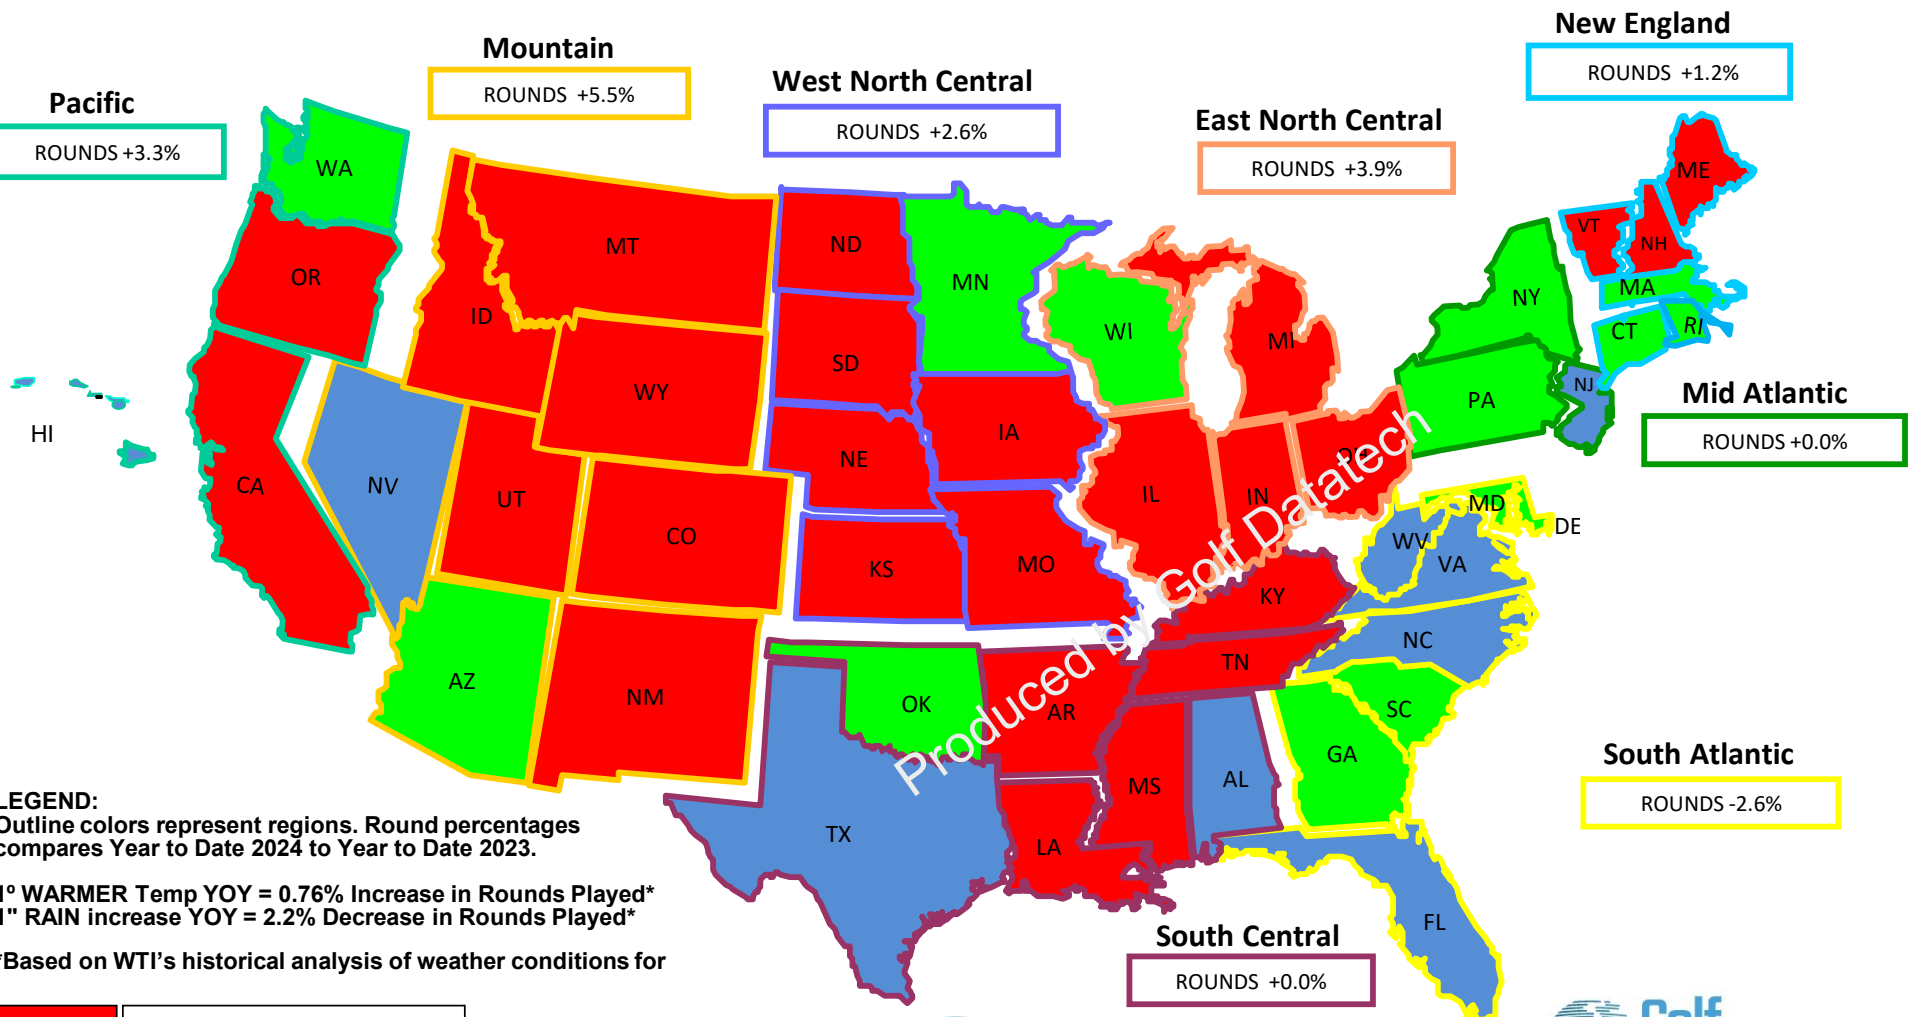 New England
ROUNDS +1.2%
Mountain
ROUNDS +5.5%
West North Central
ROUNDS +2.6%
Pacific
ROUNDS +3.3%
East North Central
ROUNDS +3.9%
WA
OR
CA
HI
NV
ID
MT
WY
UT
CO
AZ
NM
ND
SD
NE
KS
MN
IA
MO
WI
MI
IL
IN
OH
ME
VT
NH
MA
CT
RI
NY
PA
NJ
Mid Atlantic
ROUNDS +0.0%
MD
DE
WV
VA
NC
SC
GA
FL
KY
TN
OK
AR
TX
LA
MS
AL
Produced by Golf Datatech
South Atlantic
ROUNDS -2.6%
South Central
ROUNDS +0.0%
LEGEND:
Outline colors represent regions. Round percentages
compares Year to Date 2024 to Year to Date 2023.
1º WARMER Temp YOY = 0.76% Increase in Rounds Played*
1" RAIN increase YOY = 2.2% Decrease in Rounds Played*
*Based on WTI's historical analysis of weather conditions for
Golf